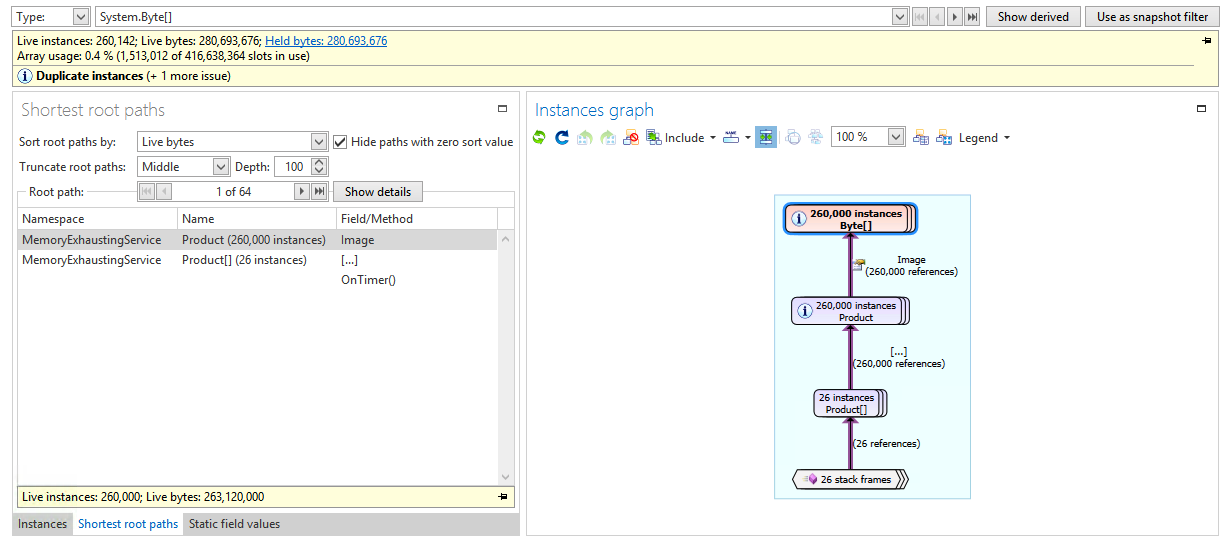 Type: System.Byte[] Show derived Use as snapshot filter
Live instances: 260,142; Live bytes: 280,693,676; Held bytes: 280,693,676
Array usage: 0.4 % (1,513,012 of 416,638,364 slots in use)
Duplicate instances (+ 1 more issue)
Shortest root paths
Sort root paths by: Live bytes Hide paths with zero sort value
Truncate root paths: Middle Depth: 100
Root path: 1 of 64 Show details
Namespace Name Field/Method
MemoryExhaustingService Product (260,000 instances) Image
MemoryExhaustingService Product[] (26 instances) [...]
OnTimer()
Live instances: 260,000; Live bytes: 263,120,000
Instances Shortest root paths Static field values
Instances graph
Include NAME 100 % Legend
260,000 instances
Byte[]
Image
(260,000 references)
260,000 instances
Product
[...]
(260,000 references)
26 instances
Product[]
(26 references)
26 stack frames